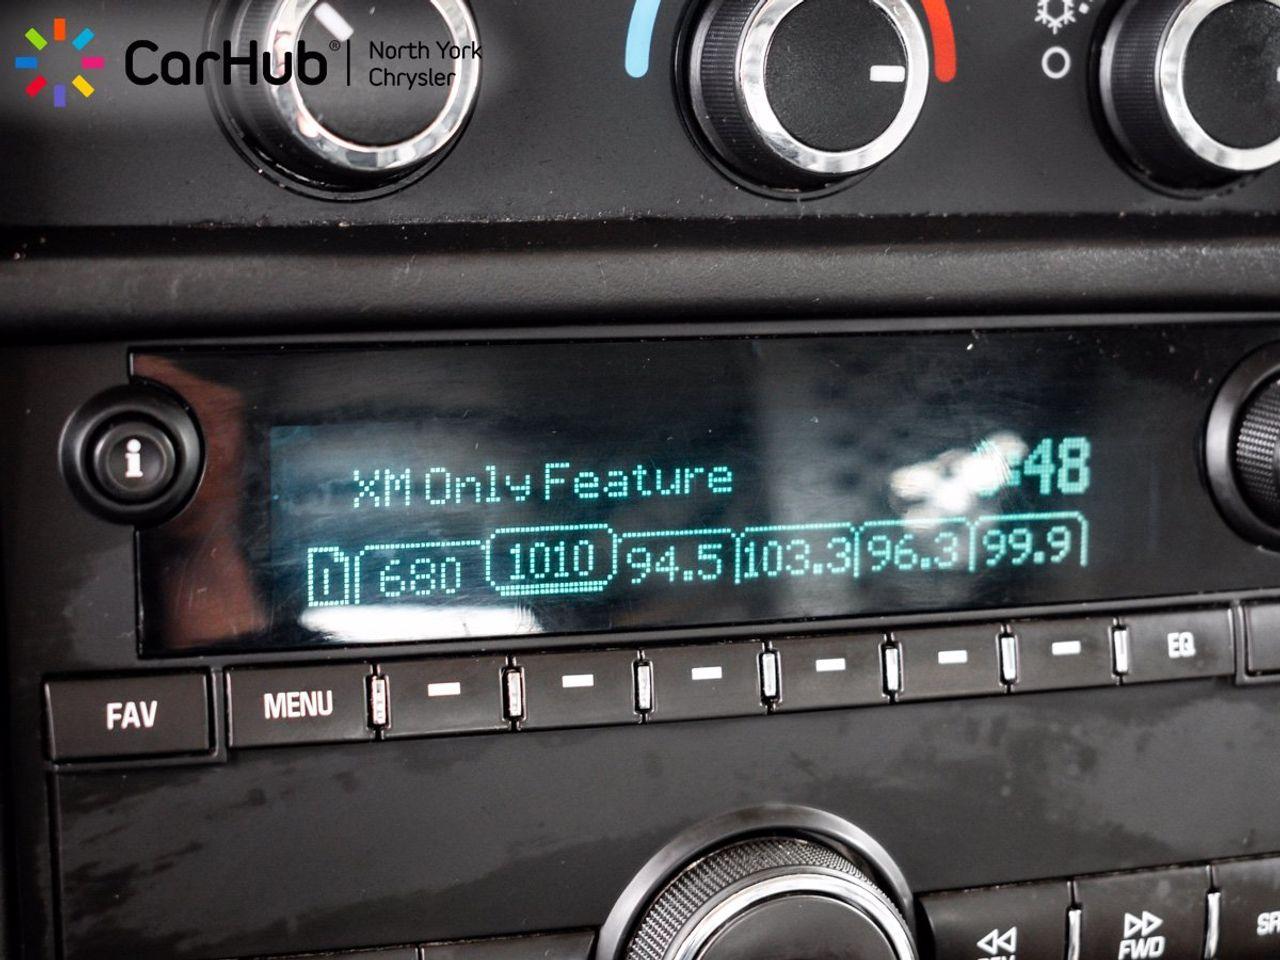 CarHub® North York
Chrysler
i
XM Only Feature
:48
1 680 1010 94.5 103.3 96.3 99.9
FAV MENU EQ
FWD